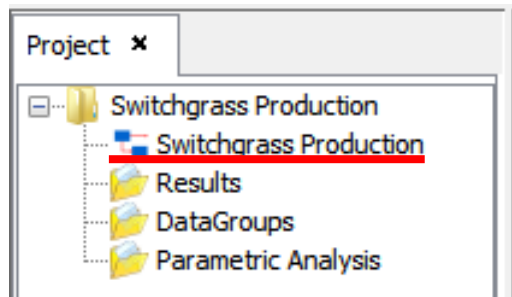 Project ×
Switchgrass Production
Switchgrass Production
Results
DataGroups
Parametric Analysis